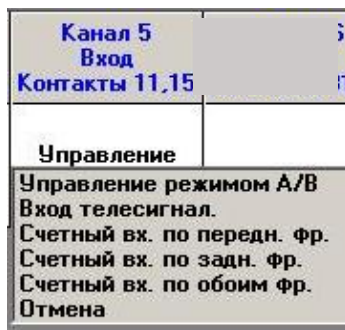 Канал 5
Вход
Контакты 11,15
Управление
Управление режимом А/В
Вход телесигнал.
Счетный вх. по передн. фр.
Счетный вх. по задн. фр.
Счетный вх. по обоим фр.
Отмена